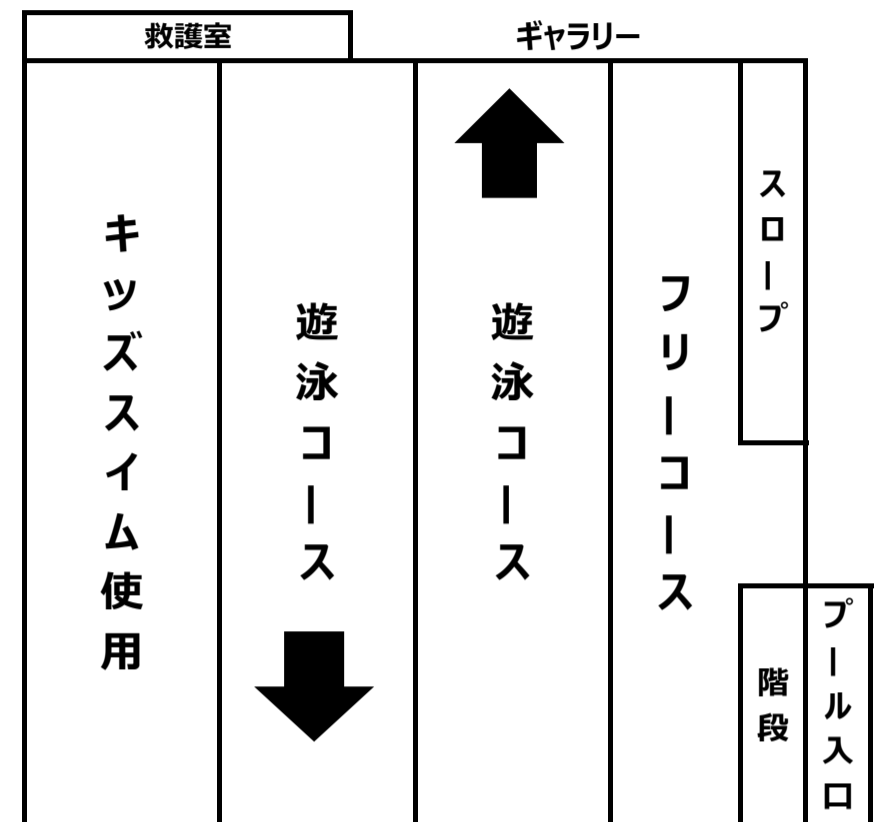 救護室
ギャラリー
キッズスイム使用
遊泳コース
遊泳コース
フリーコース
スロープ
階段
プール入口